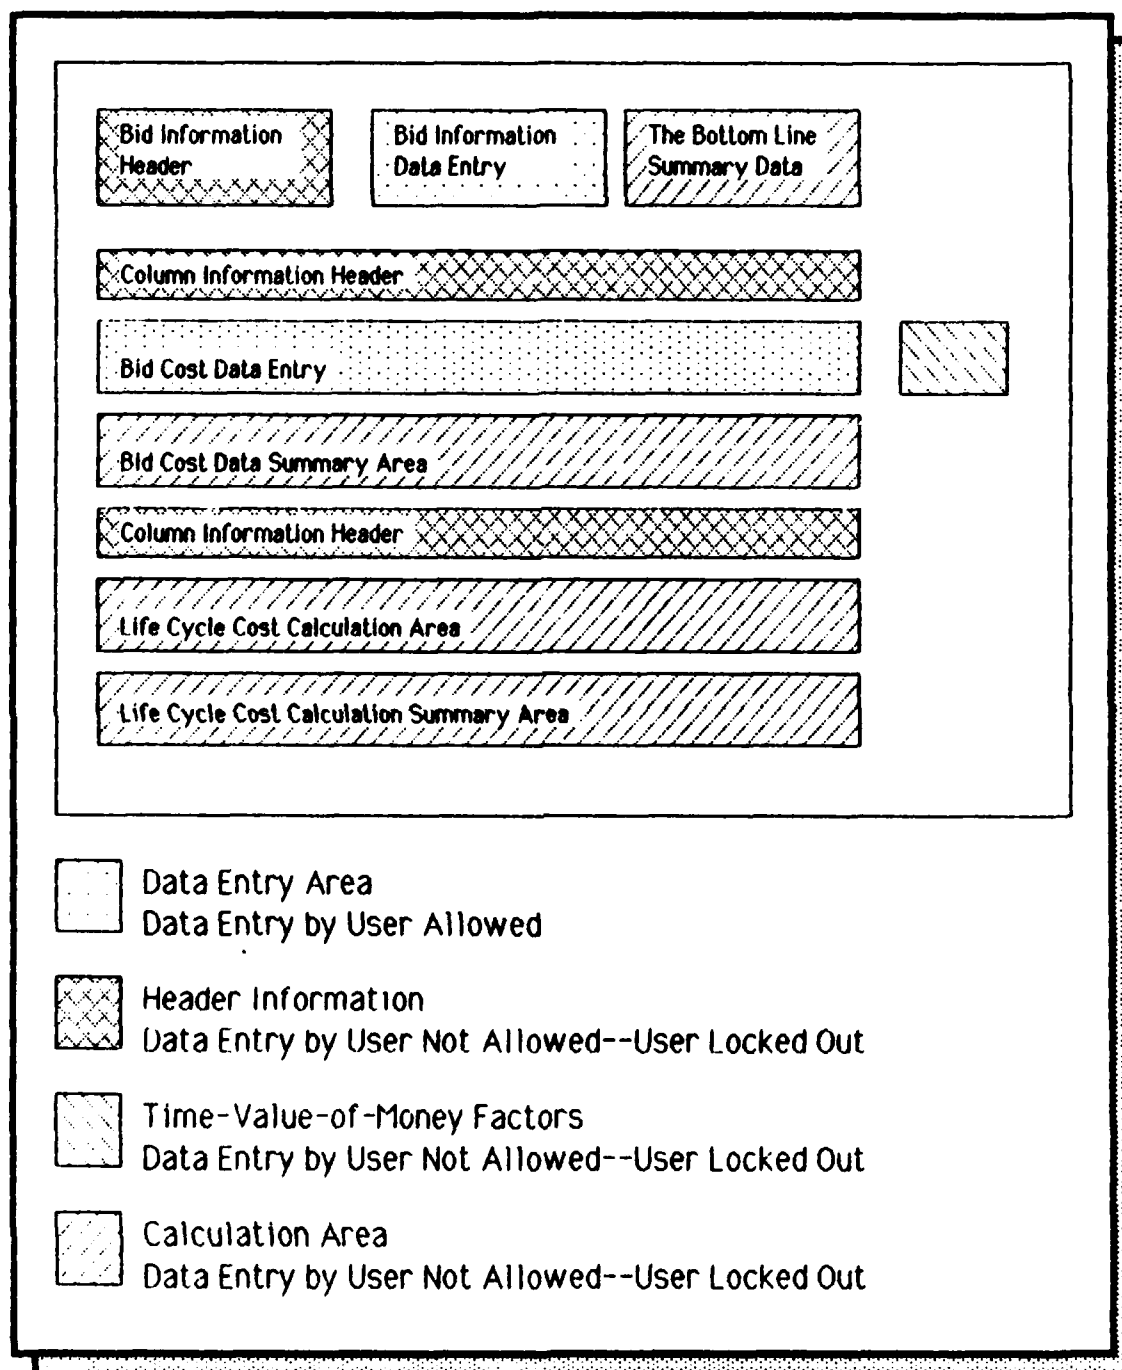 Bid Information
Header
Bid Information
Data Entry
The Bottom Line
Summary Data
Column Information Header
Bid Cost Data Entry
Bid Cost Data Summary Area
Column Information Header
Life Cycle Cost Calculation Area
Life Cycle Cost Calculation Summary Area
Data Entry Area
Data Entry by User Allowed
Header Information
Data Entry by User Not Allowed--User Locked Out
Time-Value-of-Money Factors
Data Entry by User Not Allowed--User Locked Out
Calculation Area
Data Entry by User Not Allowed--User Locked Out